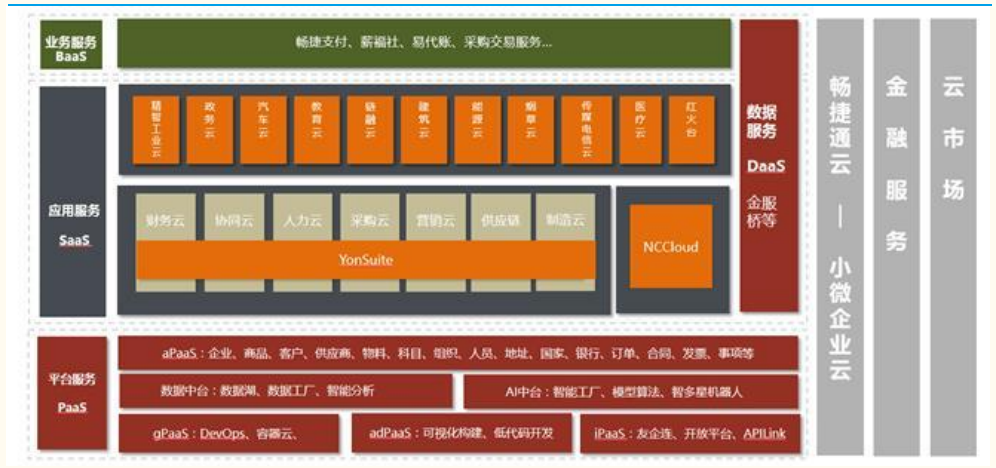 业务服务
BaaS
畅捷支付、薪福社、易代账、采购交易服务...
应用服务
SaaS
精智工业云
政务云
汽车云
教育云
链融云
建筑云
能源云
烟草云
传媒电信云
医疗云
红火台
财务云
协同云
人力云
采购云
营销云
供应链
制造云
YonSuite
NCCloud
数据
服务
DaaS
金服
桥等
平台服务
PaaS
aPaaS：企业、商品、客户、供应商、物料、科目、组织、人员、地址、国家、银行、订单、合同、发票、事项等
数据中台：数据湖、数据工厂、智能分析
AI中台：智能工厂、模型算法、智多星机器人
gPaaS：DevOps、容器云、
adPaaS：可视化构建、低代码开发
iPaaS：友企连、开放平台、APILink
畅捷通云 — 小微企业云
金融服务
云市场